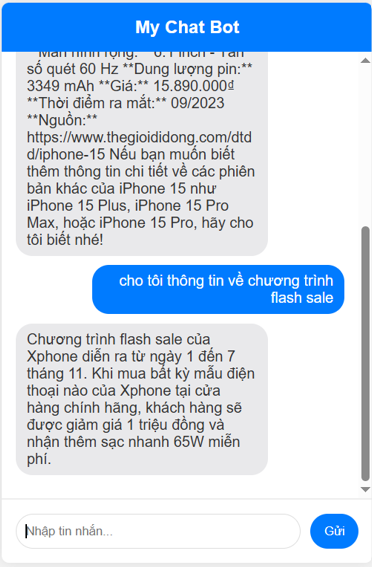 My Chat Bot
số quét 60 Hz **Dung lượng pin:**
3349 mAh **Giá:** 15.890.000₫
**Thời điểm ra mắt:** 09/2023
**Nguồn:**
https://www.thegioididong.com/dtd
d/iphone-15 Nếu bạn muốn biết
thêm thông tin chi tiết về các phiên
bản khác của iPhone 15 như
iPhone 15 Plus, iPhone 15 Pro
Max, hoặc iPhone 15 Pro, hãy cho
tôi biết nhé!
cho tôi thông tin về chương trình
flash sale
Chương trình flash sale của
Xphone diễn ra từ ngày 1 đến 7
tháng 11. Khi mua bất kỳ mẫu điện
thoại nào của Xphone tại cửa
hàng chính hãng, khách hàng sẽ
được giảm giá 1 triệu đồng và
nhận thêm sạc nhanh 65W miễn
phí.
Nhập tin nhắn...
Gửi